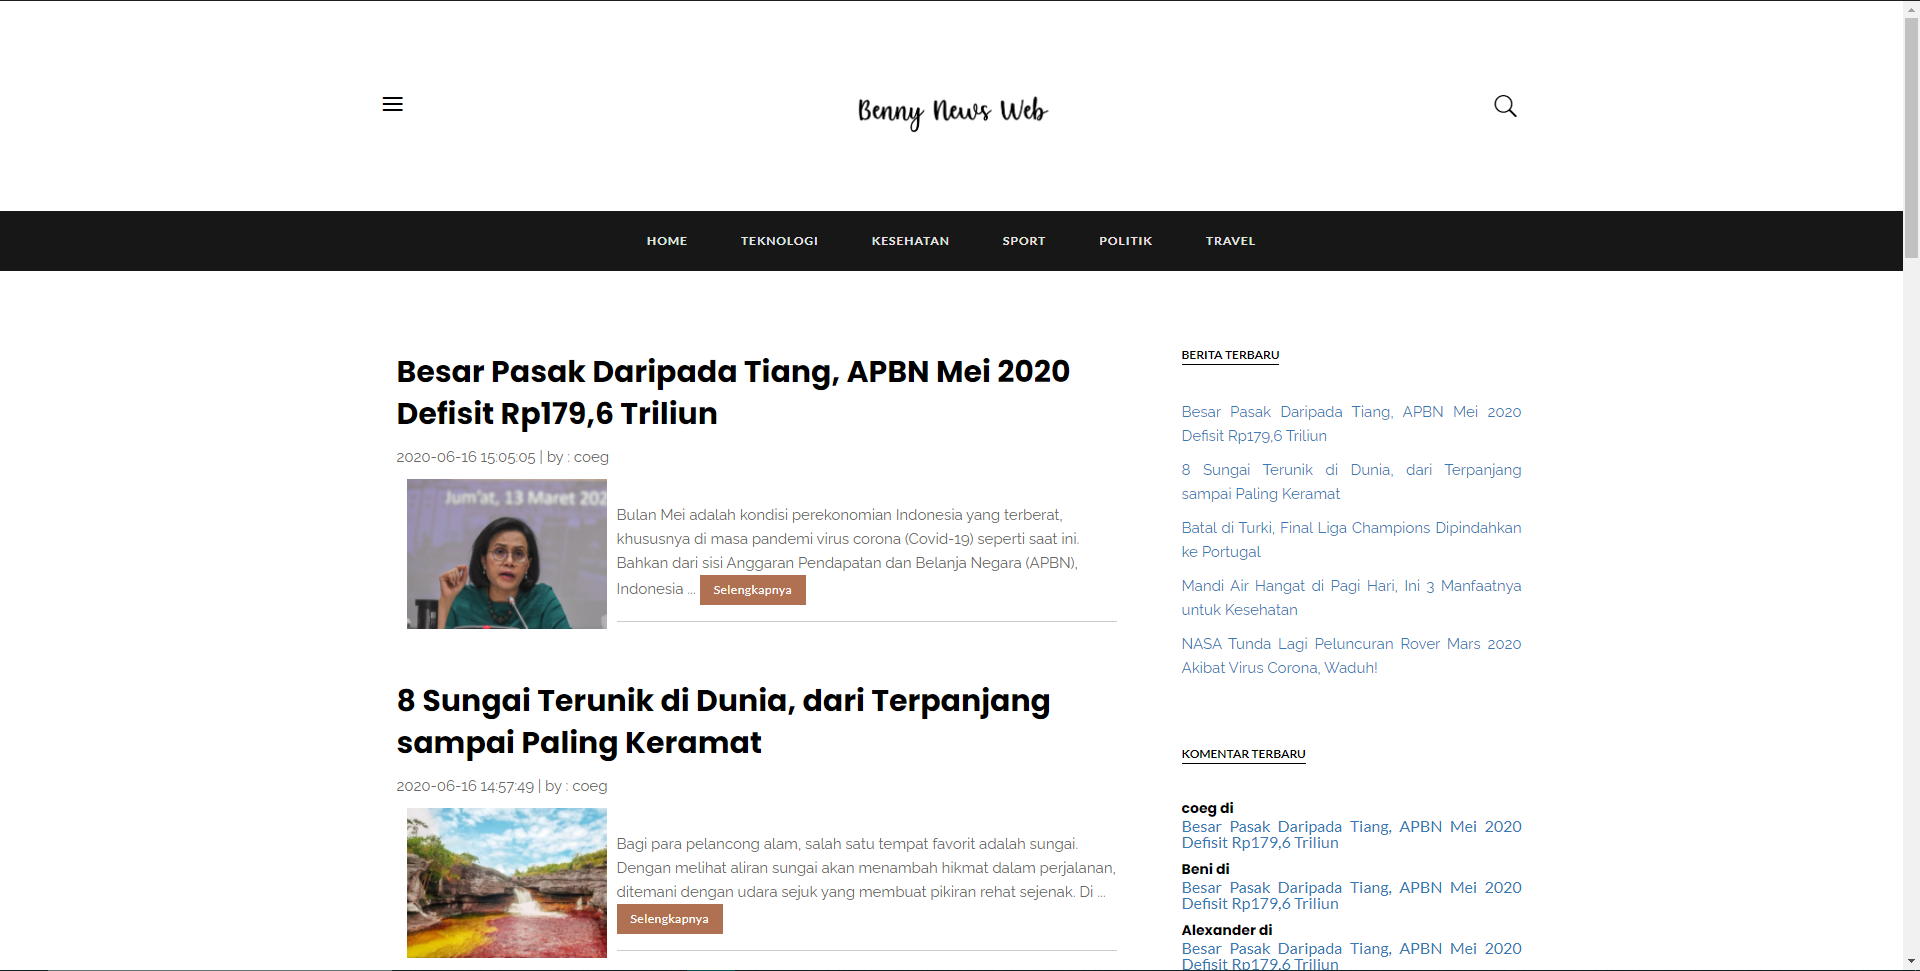 Benny News Web
HOME TEKNOLOGI KESEHATAN SPORT POLITIK TRAVEL
Besar Pasak Daripada Tiang, APBN Mei 2020
Defisit Rp179,6 Triliun
2020-06-16 15:05:05 | by : coeg
Jum'at, 13 Maret 202
Bulan Mei adalah kondisi perekonomian Indonesia yang terberat,
khususnya di masa pandemi virus corona (Covid-19) seperti saat ini.
Bahkan dari sisi Anggaran Pendapatan dan Belanja Negara (APBN),
Indonesia ... Selengkapnya
8 Sungai Terunik di Dunia, dari Terpanjang
sampai Paling Keramat
2020-06-16 14:57:49 | by : coeg
Bagi para pelancong alam, salah satu tempat favorit adalah sungai.
Dengan melihat aliran sungai akan menambah hikmat dalam perjalanan,
ditemani dengan udara sejuk yang membuat pikiran rehat sejenak. Di ...
Selengkapnya
BERITA TERBARU
Besar Pasak Daripada Tiang, APBN Mei 2020
Defisit Rp179,6 Triliun
8 Sungai Terunik di Dunia, dari Terpanjang
sampai Paling Keramat
Batal di Turki, Final Liga Champions Dipindahkan
ke Portugal
Mandi Air Hangat di Pagi Hari, Ini 3 Manfaatnya
untuk Kesehatan
NASA Tunda Lagi Peluncuran Rover Mars 2020
Akibat Virus Corona, Waduh!
KOMENTAR TERBARU
coeg di
Besar Pasak Daripada Tiang, APBN Mei 2020
Defisit Rp179,6 Triliun
Beni di
Besar Pasak Daripada Tiang, APBN Mei 2020
Defisit Rp179,6 Triliun
Alexander di
Besar Pasak Daripada Tiang, APBN Mei 2020
Defisit Rp179,6 Triliun